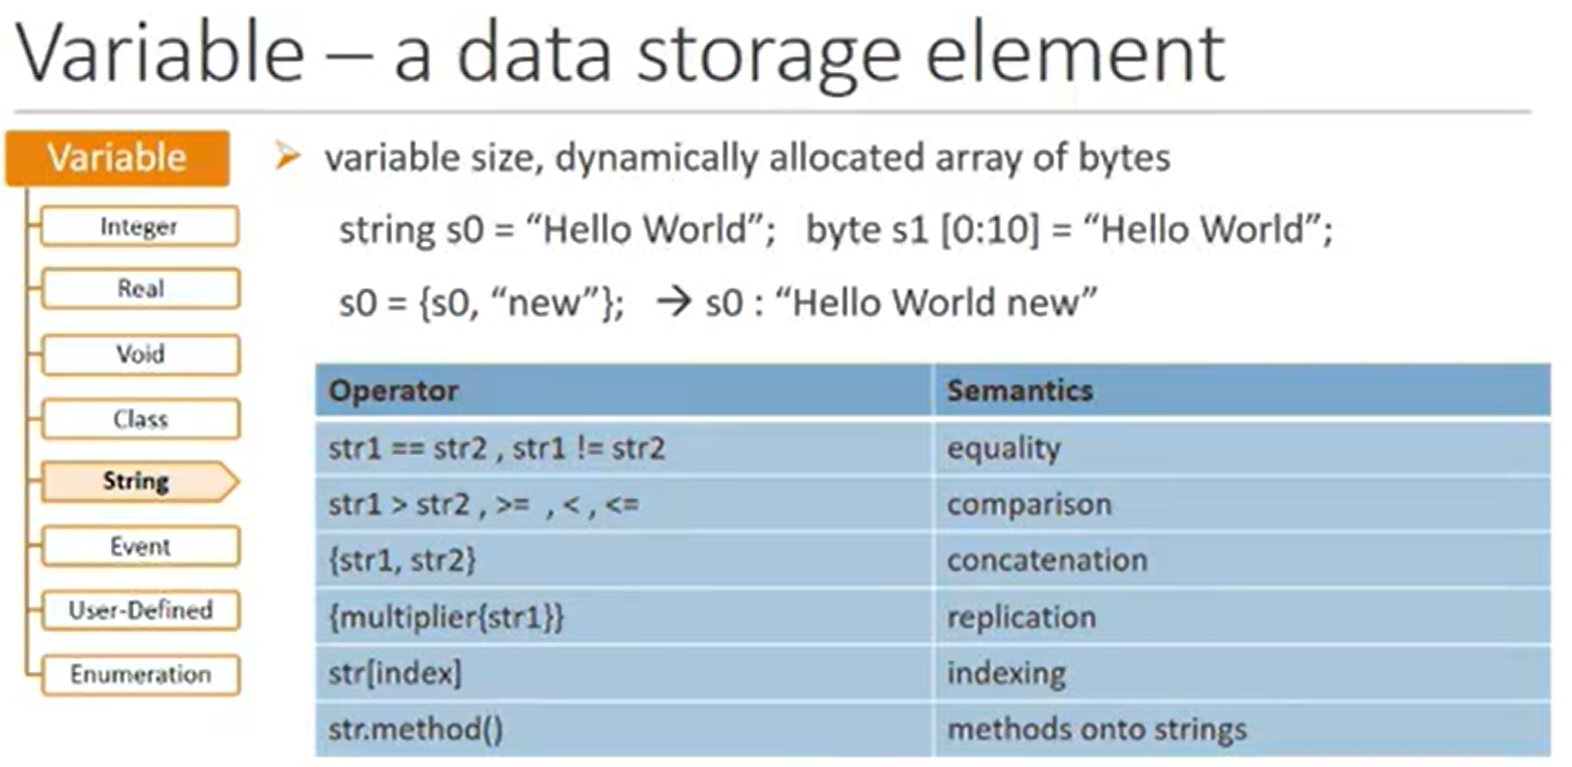 Variable – a data storage element
Variable
Integer
Real
Void
Class
String
Event
User-Defined
Enumeration
variable size, dynamically allocated array of bytes
string s0 = “Hello World”; byte s1 [0:10] = “Hello World”;
s0 = {s0, “new”}; → s0 : “Hello World new”
Operator Semantics
str1 == str2 , str1 != str2 equality
str1 > str2 , >= , < , <= comparison
{str1, str2} concatenation
{multiplier{str1}} replication
str[index] indexing
str.method() methods onto strings